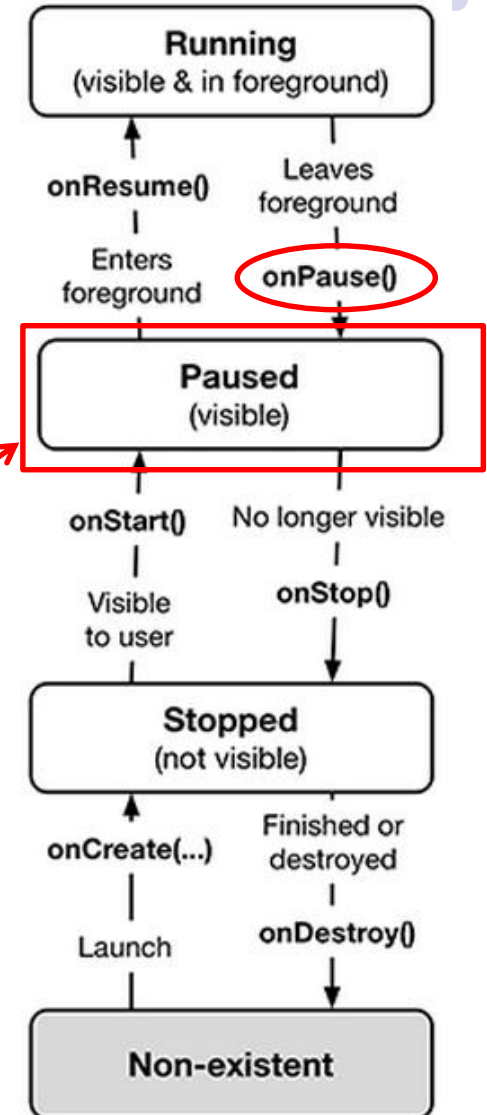 Running
(visible & in foreground)
onResume()
Enters
foreground
Leaves
foreground
onPause()
Paused
(visible)
onStart()
Visible
to user
No longer visible
onStop()
Stopped
(not visible)
onCreate(...)
Launch
Finished or
destroyed
onDestroy()
Non-existent